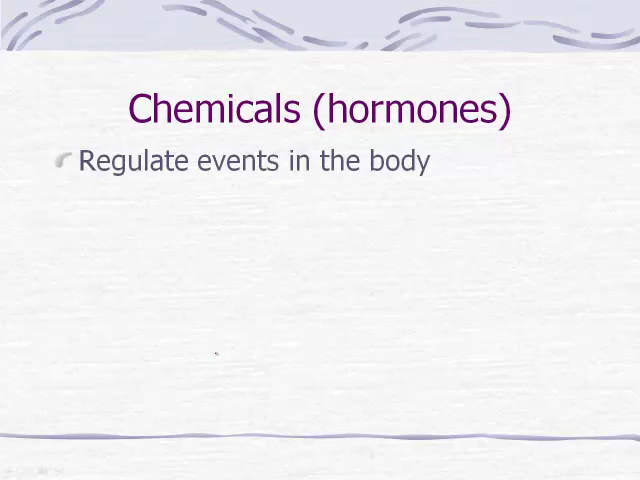 Chemicals (hormones)
Regulate events in the body